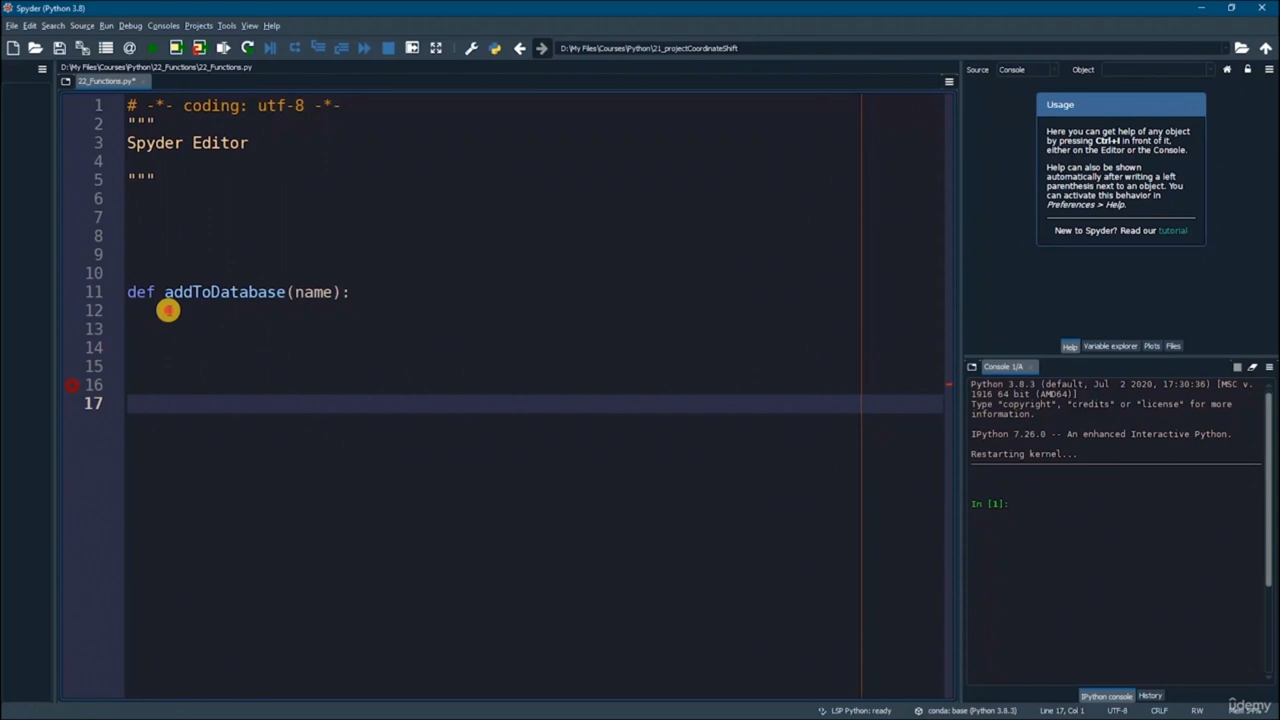 Spyder (Python 3.8)
File Edit Search Source Run Debug Consoles Projects Tools View Help
D:\My Files\Courses\Python\21_projectCoordinateShift
D:\My Files\Courses\Python\22_Functions\22_Functions.py
22_Functions.py*
Source Console Object
1 # -*- coding: utf-8 -*-
2 """
3 Spyder Editor
4
5 """
6
7
8
9
10
11 def addToDatabase(name):
12
13
14
15
16
17
Usage
Here you can get help of any object
by pressing Ctrl+I in front of it,
either on the Editor or the Console.
Help can also be shown
automatically after writing a left
parenthesis next to an object. You
can activate this behavior in
Preferences > Help.
New to Spyder? Read our tutorial
Help Variable explorer Plots Files
Console 1/A
Python 3.8.3 (default, Jul 2 2020, 17:30:36) [MSC v.
1916 64 bit (AMD64)]
Type "copyright", "credits" or "license" for more
information.
IPython 7.26.0 -- An enhanced Interactive Python.
Restarting kernel...
In [1]:
IPython console History
LSP Python: ready conda: base (Python 3.8.3) Line 17, Col 1 UTF-8 CRLF RW
udemy